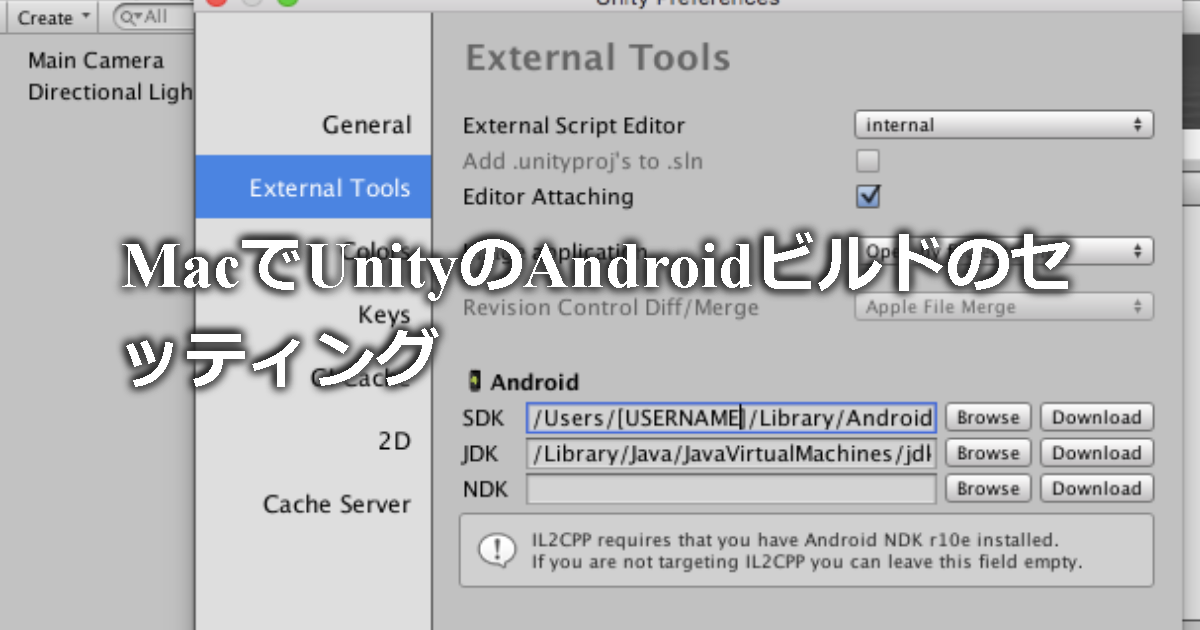 Unity Preferences
Create
All
Main Camera
Directional Ligh
General
External Tools
Colors
Keys
GI Cache
2D
Cache Server
External Tools
External Script Editor
internal
Add .unityproj's to .sln
Editor Attaching
application
Revision Control Diff/Merge
Apple File Merge
MacでUnityのAndroidビルドのセ
ッティング
Android
SDK /Users/[USERNAME]/Library/Android Browse Download
JDK /Library/Java/JavaVirtualMachines/jdk Browse Download
NDK Browse Download
IL2CPP requires that you have Android NDK r10e installed.
If you are not targeting IL2CPP you can leave this field empty.